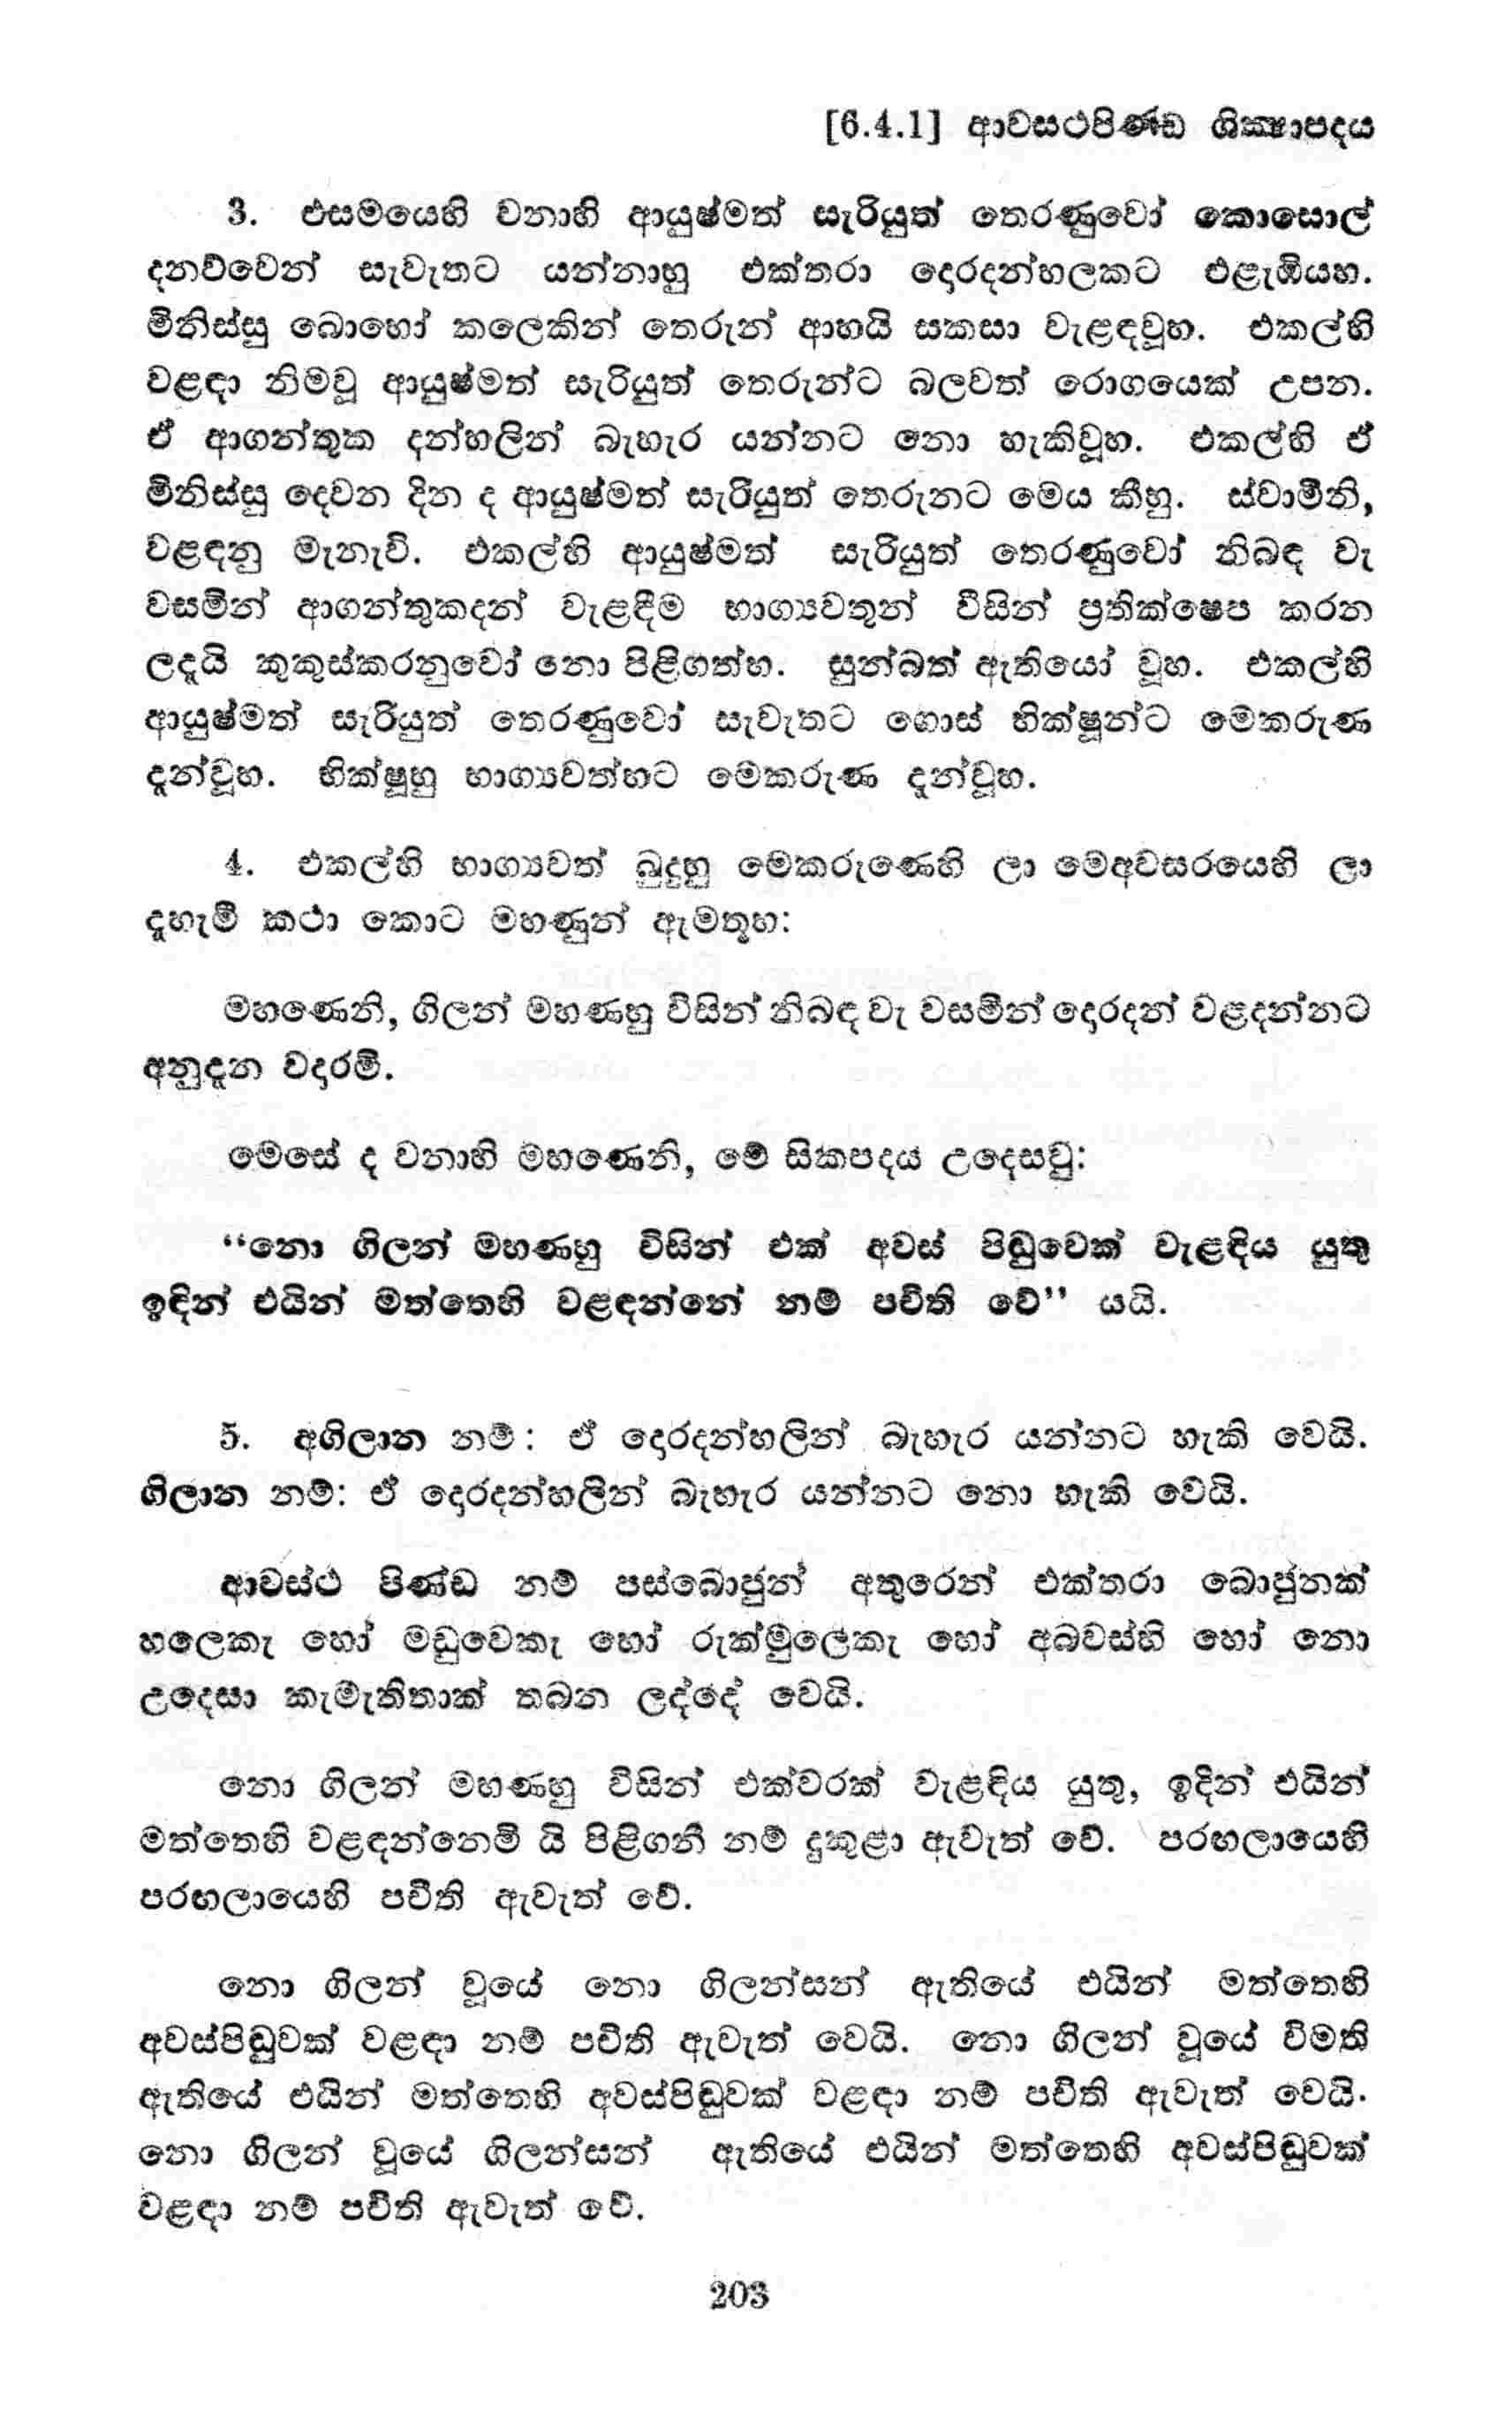 [6.4.1] ආවසථපිණ්ඩ ශික්ෂාපදය
3. එසමයෙහි වනාහි ආයුෂ්මත් සැරියුත් තෙරණුවෝ කොසොල්
දනව්වෙන් සැවැතට යන්නාහු එක්තරා දෙරදන්හලකට එළැඹියහ.
මිනිස්සු බොහෝ කලෙකින් තෙරුන් ආහයි සකසා වැළඳවූහ. එකල්හි
වළඳා නිමවූ ආයුෂ්මත් සැරියුත් තෙරුන්ට බලවත් රොගයෙක් උපන.
ඒ ආගන්තුක දන්හලින් බැහැර යන්නට නො හැකිවූහ. එකල්හි ඒ
මිනිස්සු දෙවන දින ද ආයුෂ්මත් සැරියුත් තෙරුනට මෙය කීහු. ස්වාමීනි,
වළඳනු මැනැවි. එකල්හි ආයුෂ්මත් සැරියුත් තෙරණුවෝ නිබඳ වැ
වසමින් ආගන්තුකදන් වැළඳීම භාග්‍යවතුන් විසින් ප්‍රතික්ෂෙප කරන
ලදැයි කුකුස්කරනුවෝ නො පිළිගත්හ. සුන්බත් ඇතියෝ වූහ. එකල්හි
ආයුෂ්මත් සැරියුත් තෙරණුවෝ සැවැතට ගොස් භික්ෂූන්ට මෙකරුණ
දැන්වූහ. භික්ෂූහු භාග්‍යවත්හට මෙකරුණ දැන්වූහ.
4. එකල්හි භාග්‍යවත් බුදුහු මෙකරුණෙහි ලා මෙඅවසරයෙහි ලා
දැහැමි කථා කොට මහණුන් ඇමතූහ:
මහණෙනි, ගිලන් මහණහු විසින් නිබඳ වැ වසමින් දෙරදන් වළදන්නට
අනුදැන වදාරමි.
මෙසේ ද වනාහි මහණෙනි, මේ සිකපදය උදෙසවු:
“නො ගිලන් මහණහු විසින් එක් අවස් පිඬුවෙක් වැළඳිය යුතු
ඉඳින් එයින් මත්තෙහි වළඳන්නේ නම් පචිති වේ” යයි.
5. අගිලාන නම්: ඒ දෙරදන්හලින් බැහැර යන්නට හැකි වෙයි.
ගිලාන නම්: ඒ දෙරදන්හලින් බැහැර යන්නට නො හැකි වෙයි.
ආවස්ථ පිණ්ඩ නම් පස්බොජුන් අතුරෙන් එක්තරා බොජුනක්
හලෙකැ හෝ මඩුවෙකැ හෝ රුක්මුලෙකැ හෝ අබවස්හි හෝ නො
උදෙසා කැමැතිතාක් තබන ලද්දේ වෙයි.
නො ගිලන් මහණහු විසින් එක්වරක් වැළඳිය යුතු, ඉදින් එයින්
මත්තෙහි වළඳන්නෙමි යි පිළිගනී නම් දුකුළා ඇවැත් වේ. පරගලායෙහි
පරගලායෙහි පචිති ඇවැත් වේ.
නො ගිලන් වූයේ නො ගිලන්සන් ඇතියේ එයින් මත්තෙහි
අවස්පිඬුවක් වළඳා නම් පචිති ඇවැත් වෙයි. නො ගිලන් වූයේ විමති
ඇතියේ එයින් මත්තෙහි අවස්පිඬුවක් වළඳා නම් පචිති ඇවැත් වෙයි.
නො ගිලන් වූයේ ගිලන්සන් ඇතියේ එයින් මත්තෙහි අවස්පිඬුවක්
වළඳා නම් පචිති ඇවැත් වේ.
203